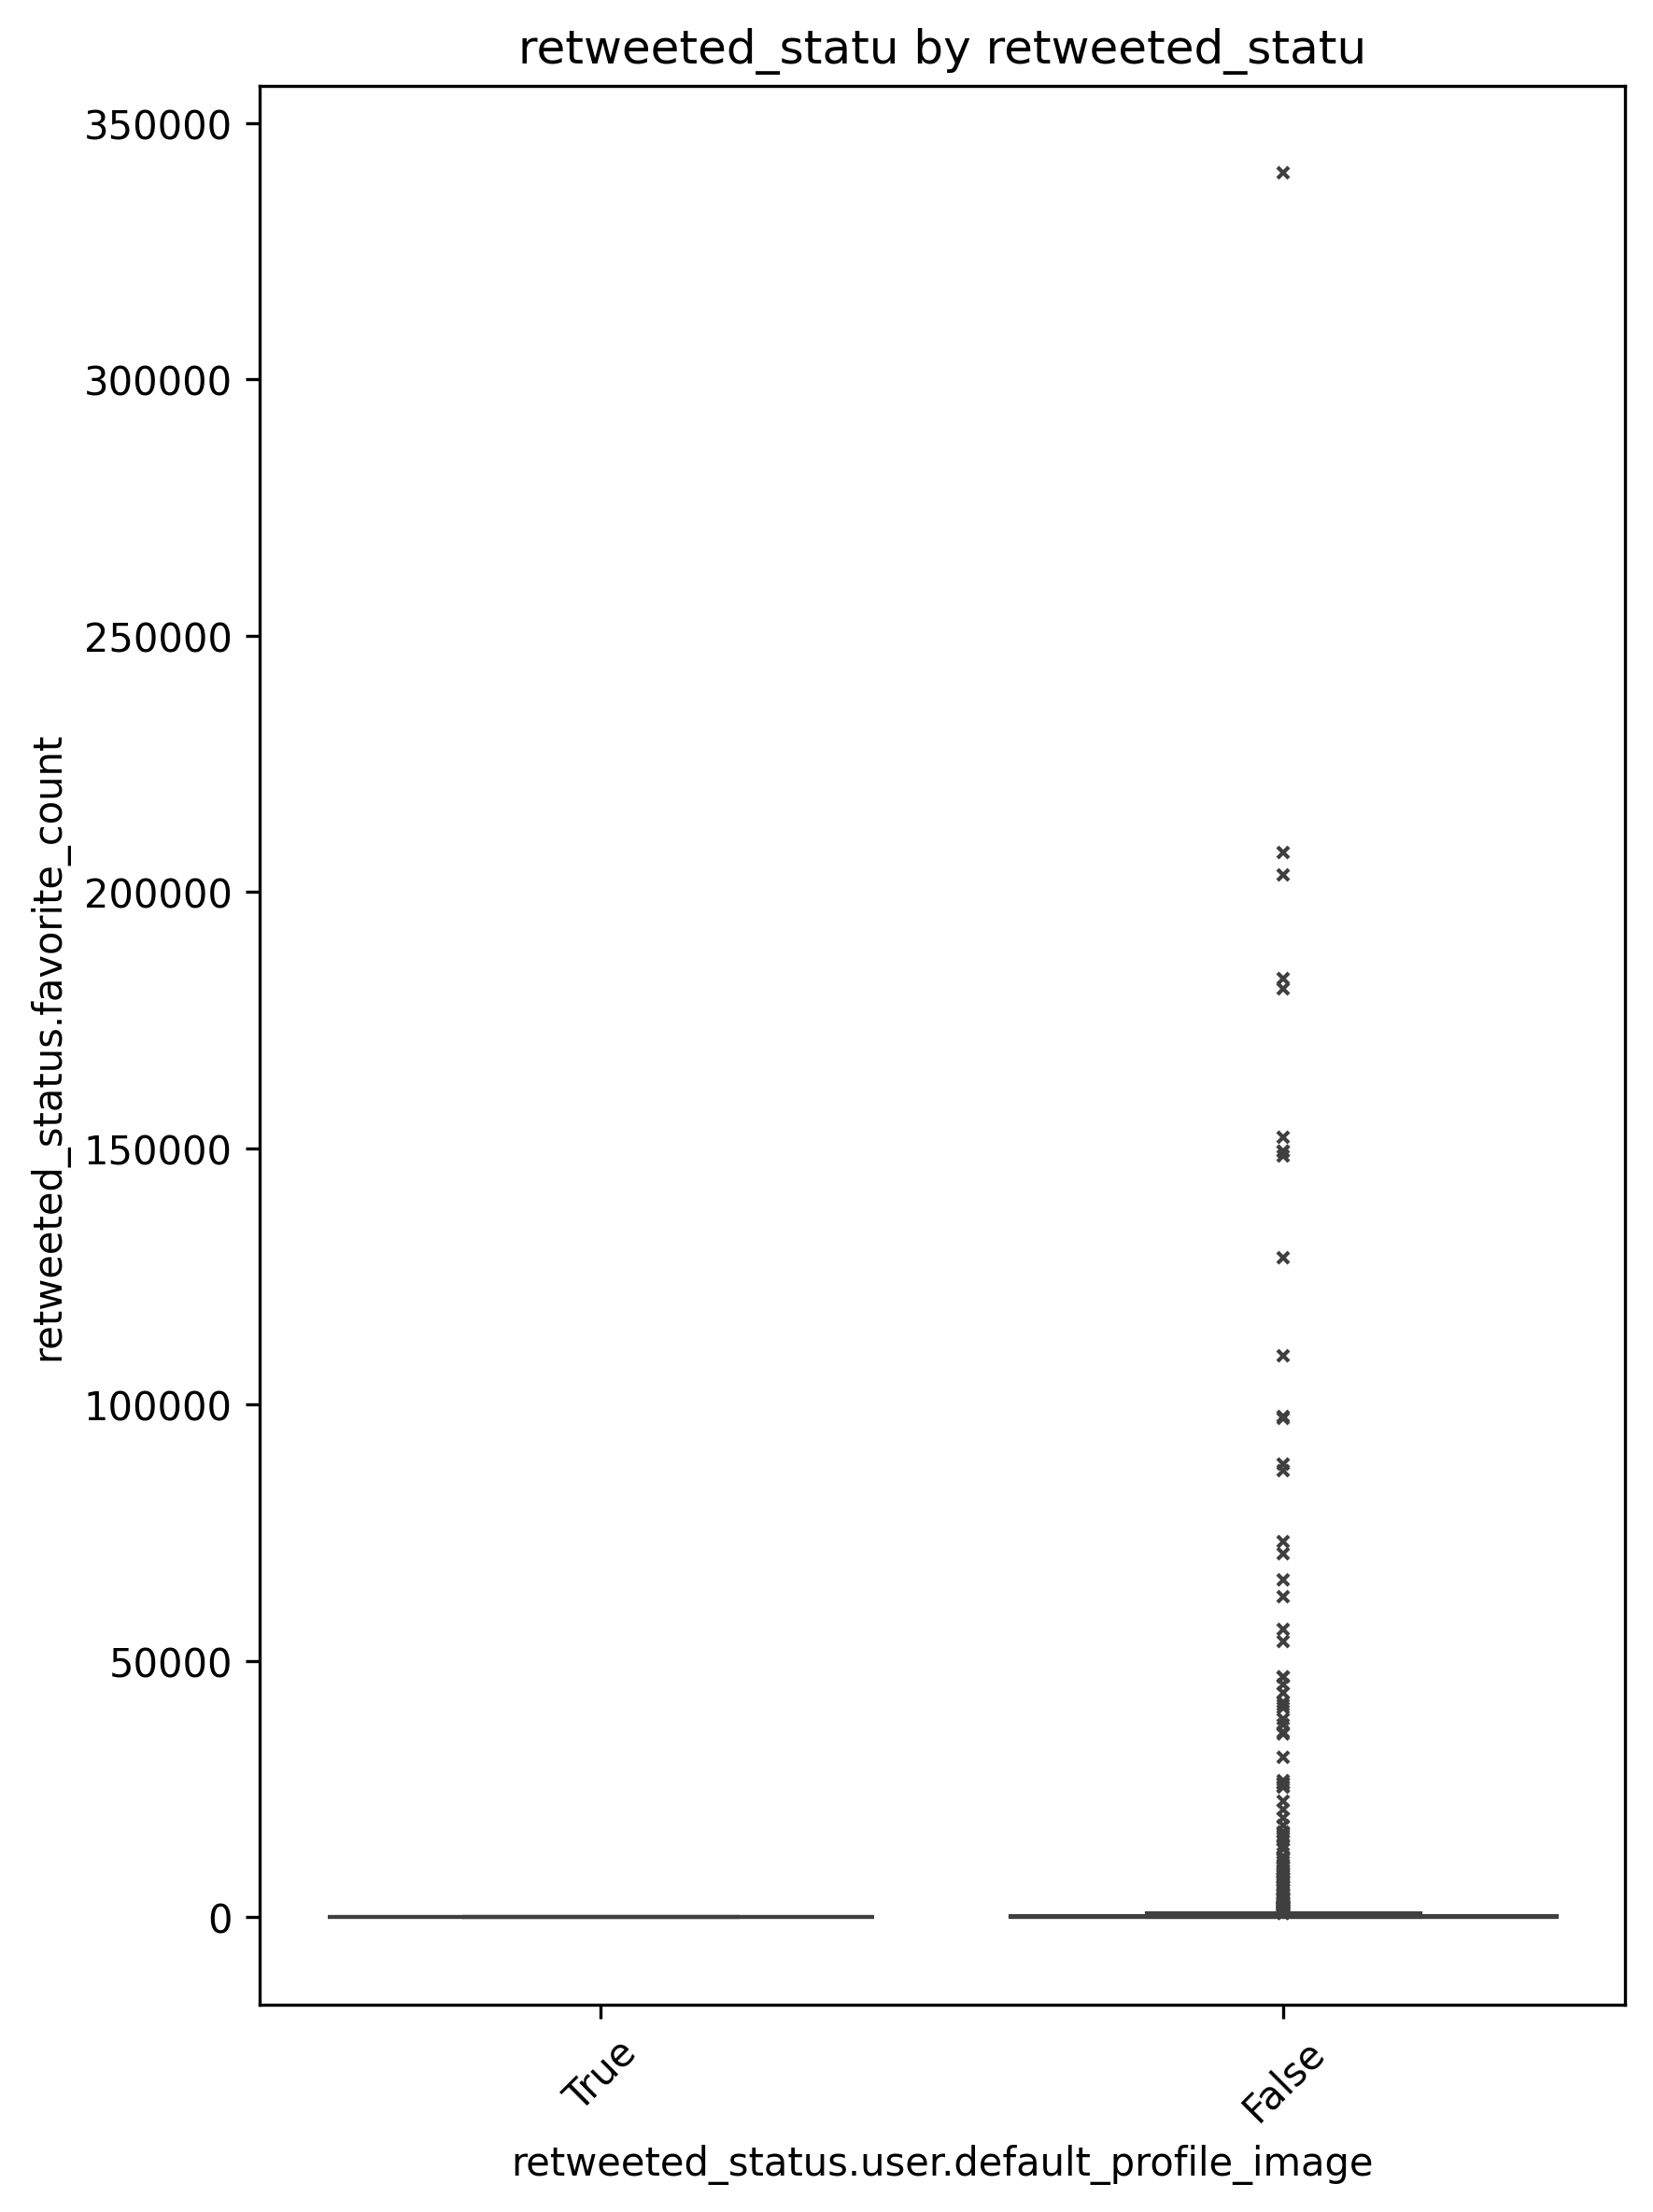 retweeted_statu by retweeted_statu
350000
300000
250000
200000
150000
100000
50000
0
retweeted_status.favorite_count
True
False
retweeted_status.user.default_profile_image